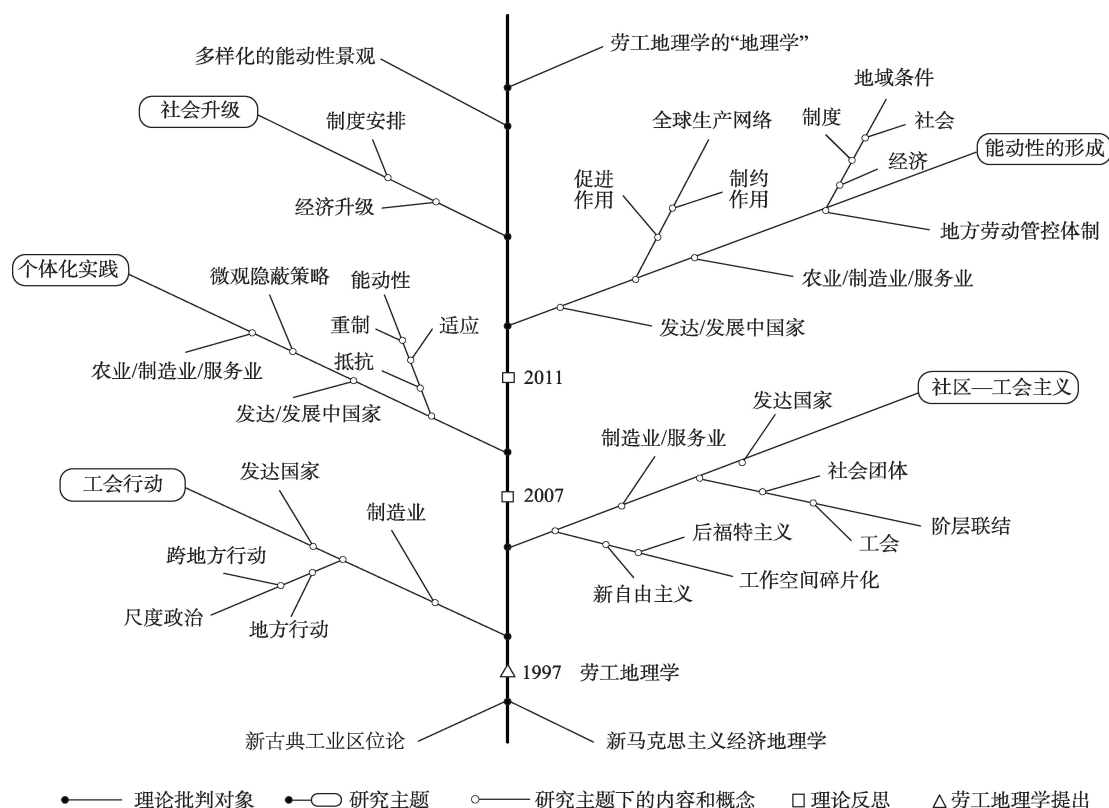 劳工地理学的“地理学”
多样化的能动性景观
地域条件
社会升级
制度安排
全球生产网络
制度
社会
能动性的形成
经济
促进
作用
制约
作用
经济升级
地方劳动管控体制
个体化实践
微观隐蔽策略
能动性
农业/制造业/服务业
重制
适应
发达/发展中国家
抵抗
农业/制造业/服务业
2011
社区—工会主义
发达/发展中国家
发达国家
制造业/服务业
发达国家
社会团体
工会行动
2007
制造业
阶层联结
后福特主义
工会
跨地方行动
工作空间碎片化
新自由主义
尺度政治
地方行动
1997 劳工地理学
新古典工业区位论
新马克思主义经济地理学
理论批判对象
研究主题
研究主题下的内容和概念
理论反思
劳工地理学提出